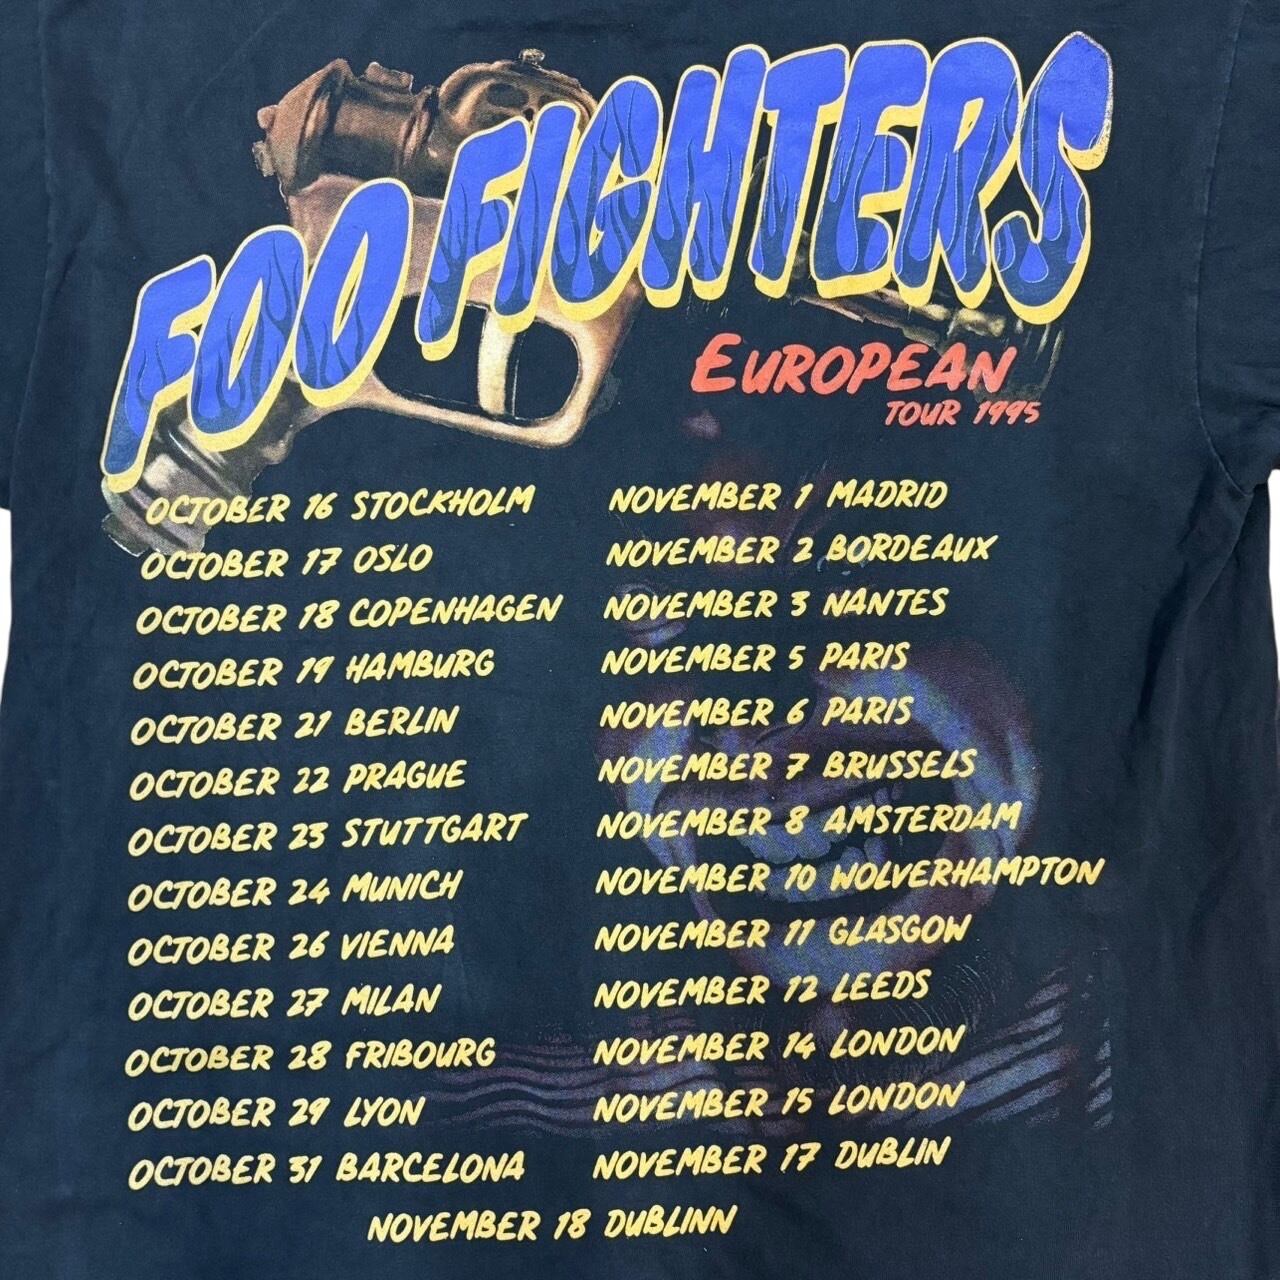 FOO FIGHTERS
EUROPEAN
TOUR 1995
OCTOBER 16 STOCKHOLM
OCTOBER 17 OSLO
OCTOBER 18 COPENHAGEN
OCTOBER 19 HAMBURG
OCTOBER 21 BERLIN
OCTOBER 22 PRAGUE
OCTOBER 23 STUTTGART
OCTOBER 24 MUNICH
OCTOBER 26 VIENNA
OCTOBER 27 MILAN
OCTOBER 28 FRIBOURG
OCTOBER 29 LYON
OCTOBER 31 BARCELONA
NOVEMBER 1 MADRID
NOVEMBER 2 BORDEAUX
NOVEMBER 3 NANTES
NOVEMBER 5 PARIS
NOVEMBER 6 PARIS
NOVEMBER 7 BRUSSELS
NOVEMBER 8 AMSTERDAM
NOVEMBER 10 WOLVERHAMPTON
NOVEMBER 11 GLASGOW
NOVEMBER 12 LEEDS
NOVEMBER 14 LONDON
NOVEMBER 15 LONDON
NOVEMBER 17 DUBLIN
NOVEMBER 18 DUBLINN